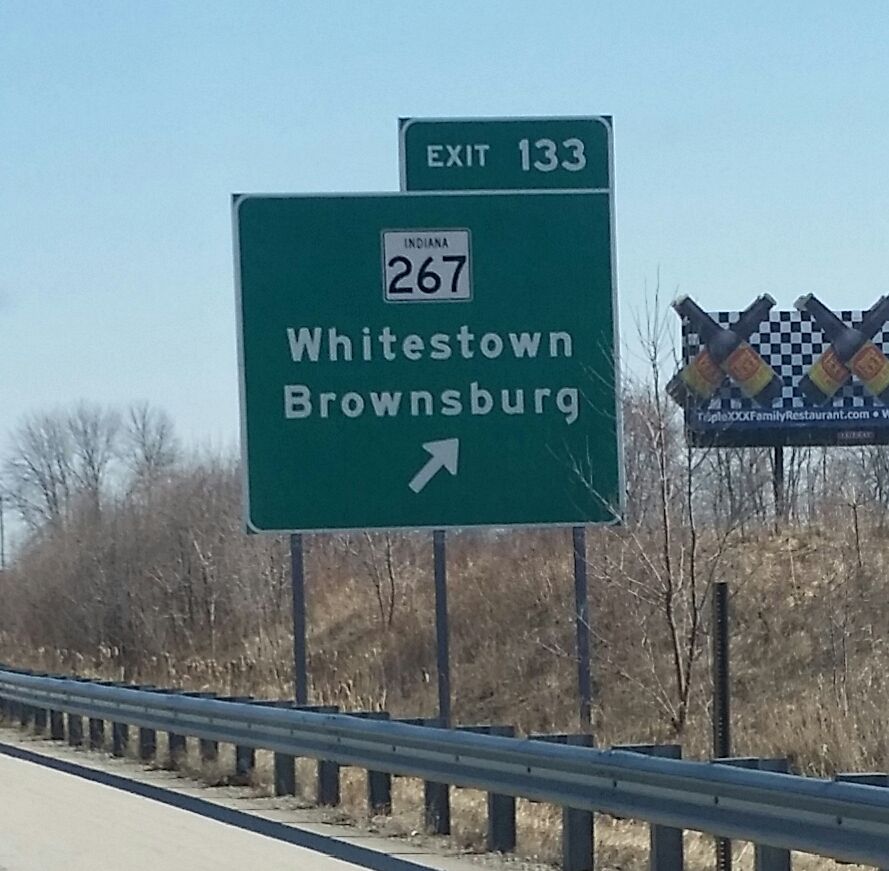 EXIT 133
INDIANA
267
Whitestown
Brownsburg
TripleXXXFamilyRestaurant.com •